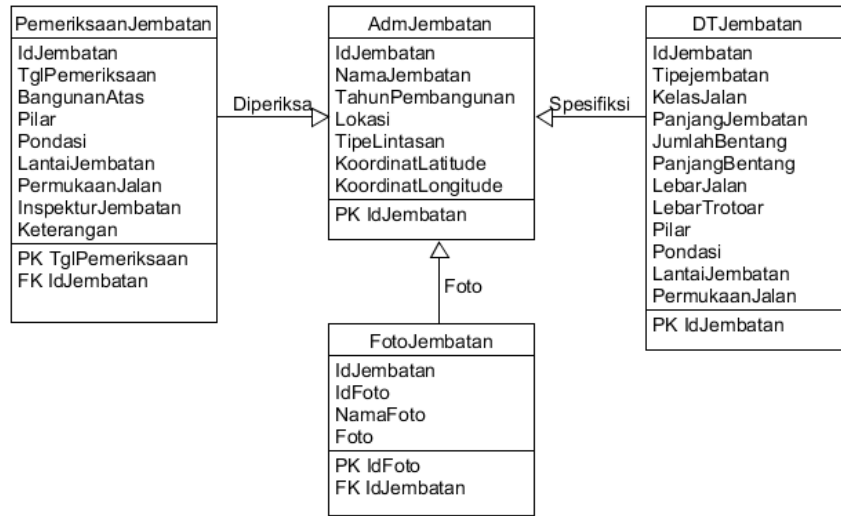 PemeriksaanJembatan
IdJembatan
TglPemeriksaan
BangunanAtas
Pilar
Pondasi
LantaiJembatan
PermukaanJalan
InspekturJembatan
Keterangan
PK TglPemeriksaan
FK IdJembatan
Diperiksa
AdmJembatan
IdJembatan
NamaJembatan
TahunPembangunan
Lokasi
TipeLintasan
KoordinatLatitude
KoordinatLongitude
PK IdJembatan
Spesifiksi
DTJembatan
IdJembatan
Tipejembatan
KelasJalan
PanjangJembatan
JumlahBentang
PanjangBentang
LebarJalan
LebarTrotoar
Pilar
Pondasi
LantaiJembatan
PermukaanJalan
PK IdJembatan
Foto
FotoJembatan
IdJembatan
IdFoto
NamaFoto
Foto
PK IdFoto
FK IdJembatan